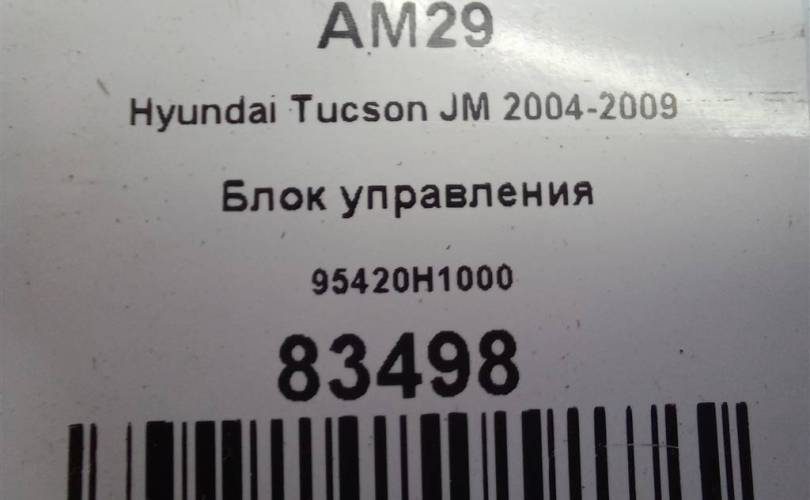 AM29
Hyundai Tucson JM 2004-2009
Блок управления
95420H1000
83498